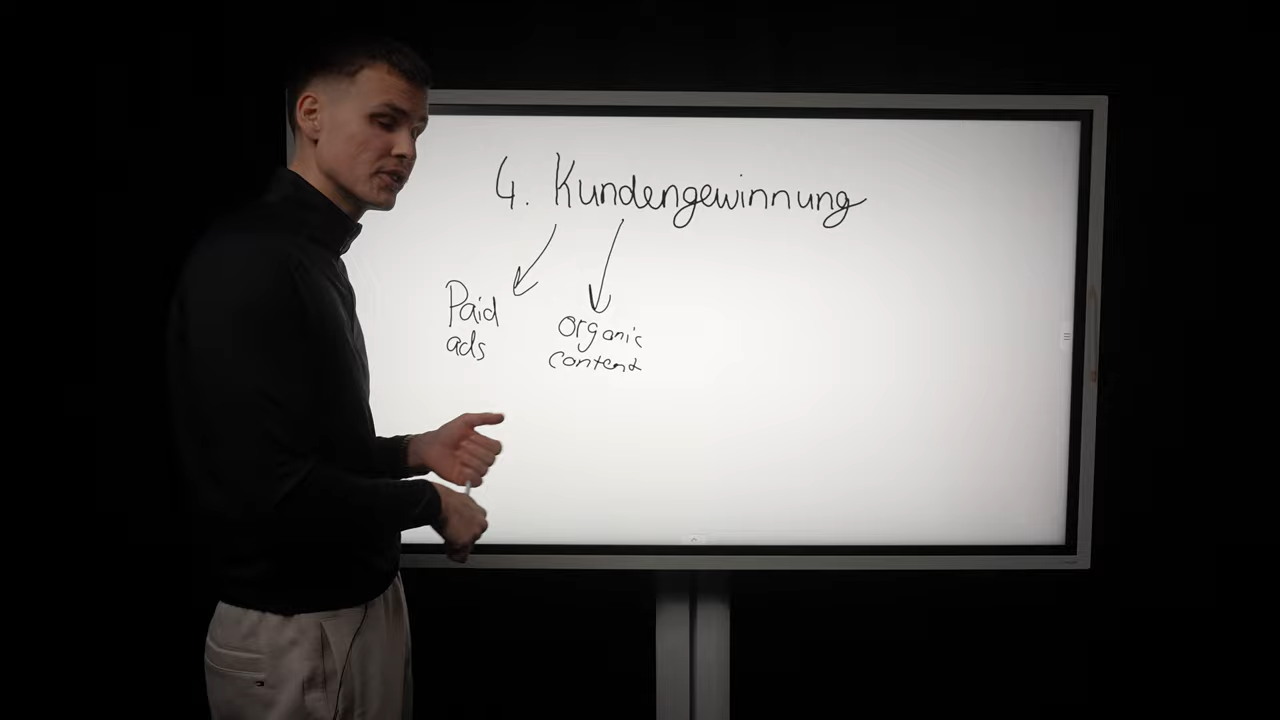 4. Kundengewinnung
Paid
ads
Organic
content